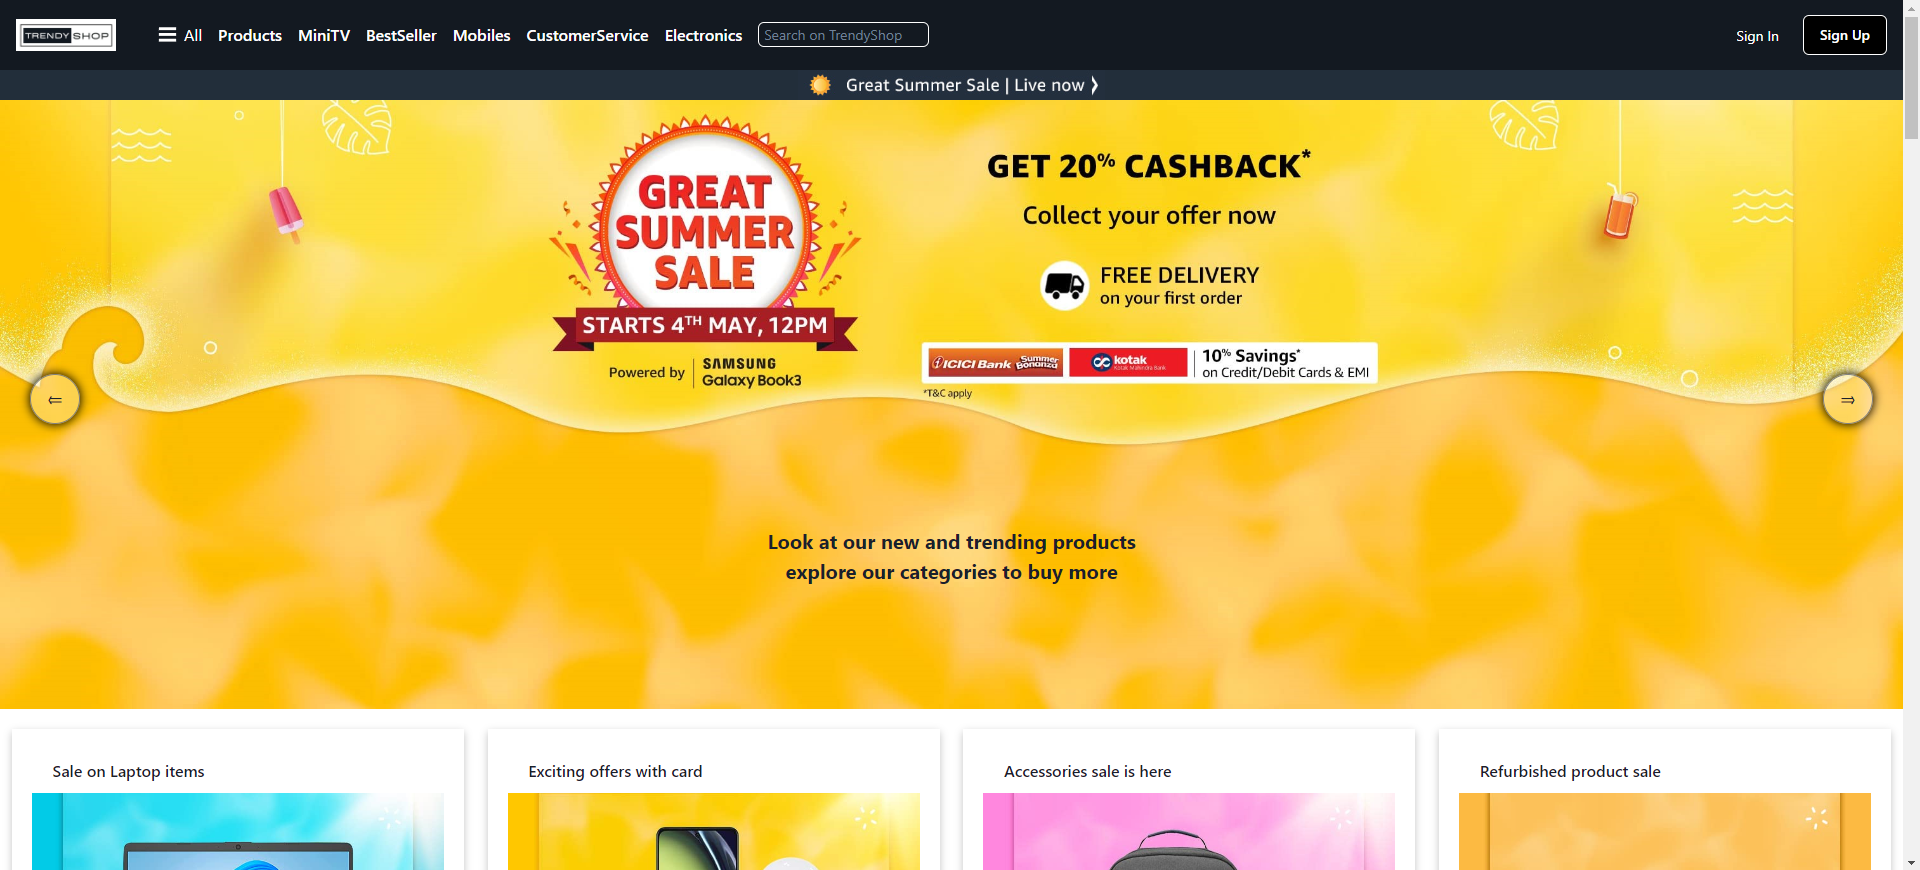 TRENDY SHOP
All Products MiniTV BestSeller Mobiles CustomerService Electronics Search on TrendyShop Sign In Sign Up
Great Summer Sale | Live now ❭
GREAT
SUMMER
SALE
STARTS 4TH MAY, 12PM
Powered by SAMSUNG
Galaxy Book3
GET 20% CASHBACK*
Collect your offer now
FREE DELIVERY
on your first order
ICICI Bank Summer Bonanza
kotak
Kotak Mahindra Bank
10% Savings*
on Credit/Debit Cards & EMI
*T&C apply
⇐
⇒
Look at our new and trending products
explore our categories to buy more
Sale on Laptop items
Exciting offers with card
Accessories sale is here
Refurbished product sale